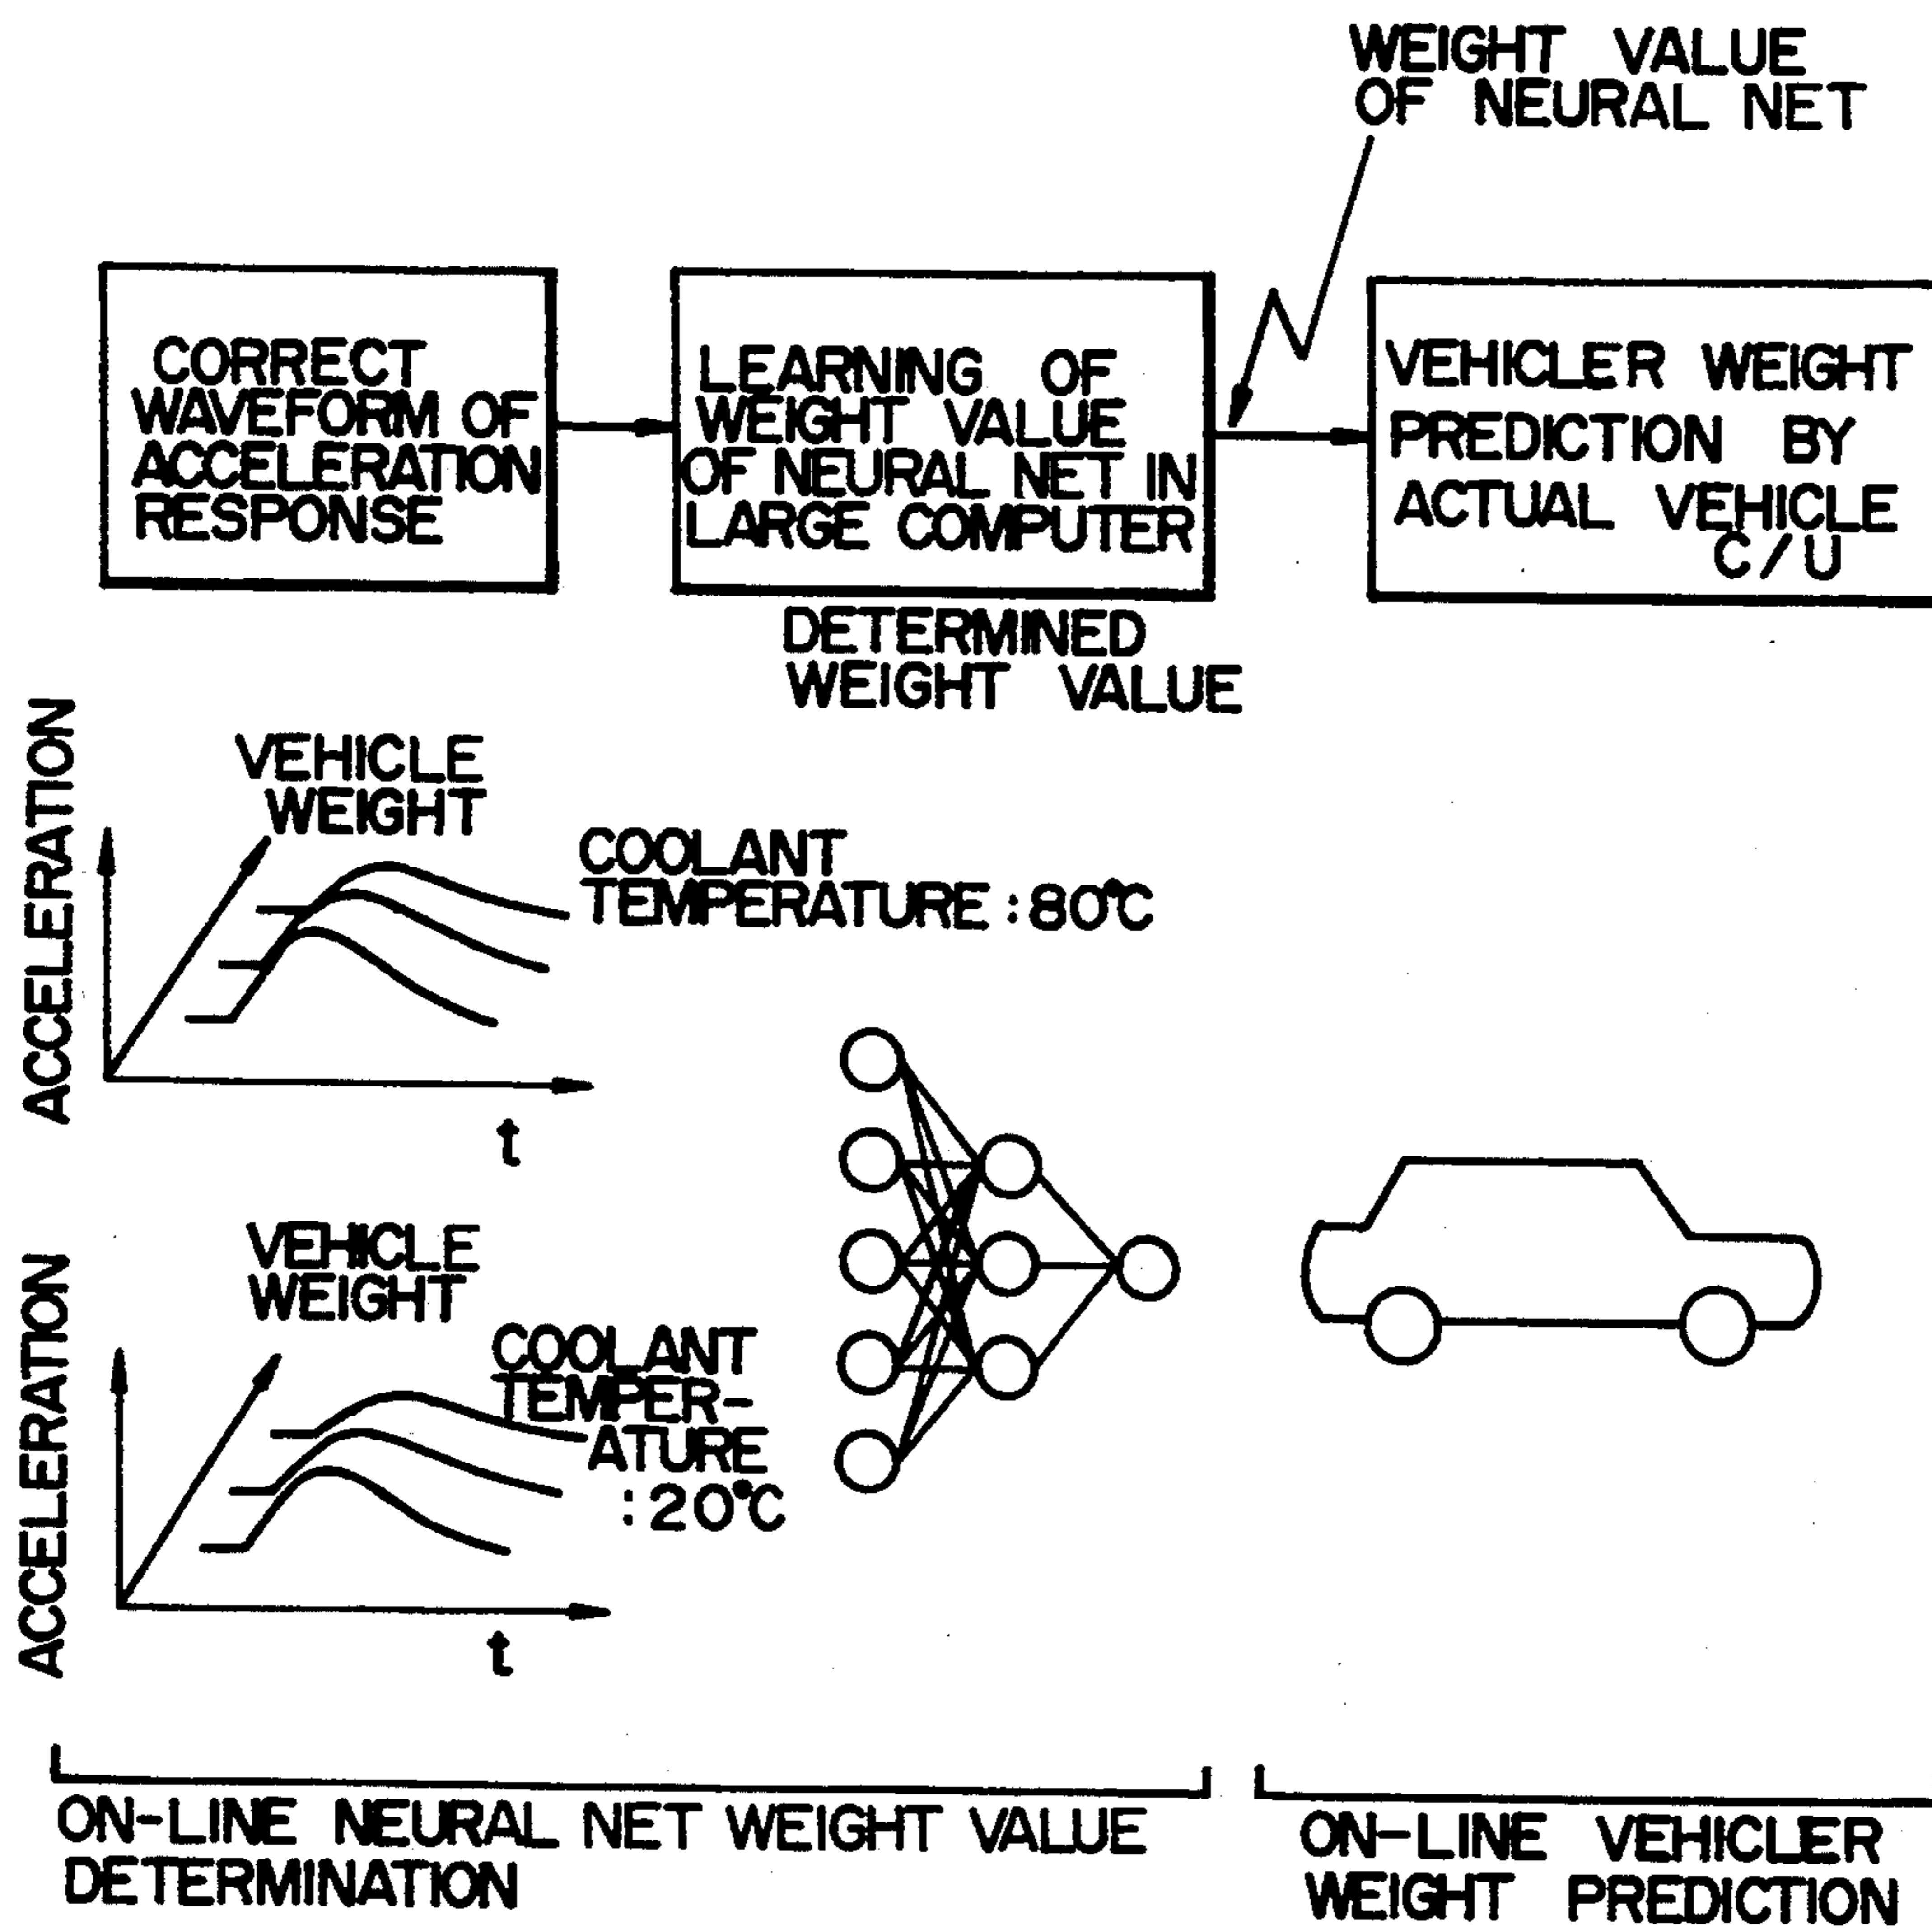 WEIGHT VALUE
OF NEURAL NET
CORRECT
WAVEFORM OF
ACCELERATION
RESPONSE
LEARNING OF
WEIGHT VALUE
OF NEURAL NET IN
LARGE COMPUTER
VEHICLER WEIGHT
PREDICTION BY
ACTUAL VEHICLE
C/U
DETERMINED
WEIGHT VALUE
ACCELERATION
VEHICLE
WEIGHT
COOLANT
TEMPERATURE :80°C
t
ACCELERATION
VEHICLE
WEIGHT
COOLANT
TEMPER-
ATURE
:20°C
t
ON-LINE NEURAL NET WEIGHT VALUE
DETERMINATION
ON-LINE VEHICLER
WEIGHT PREDICTION